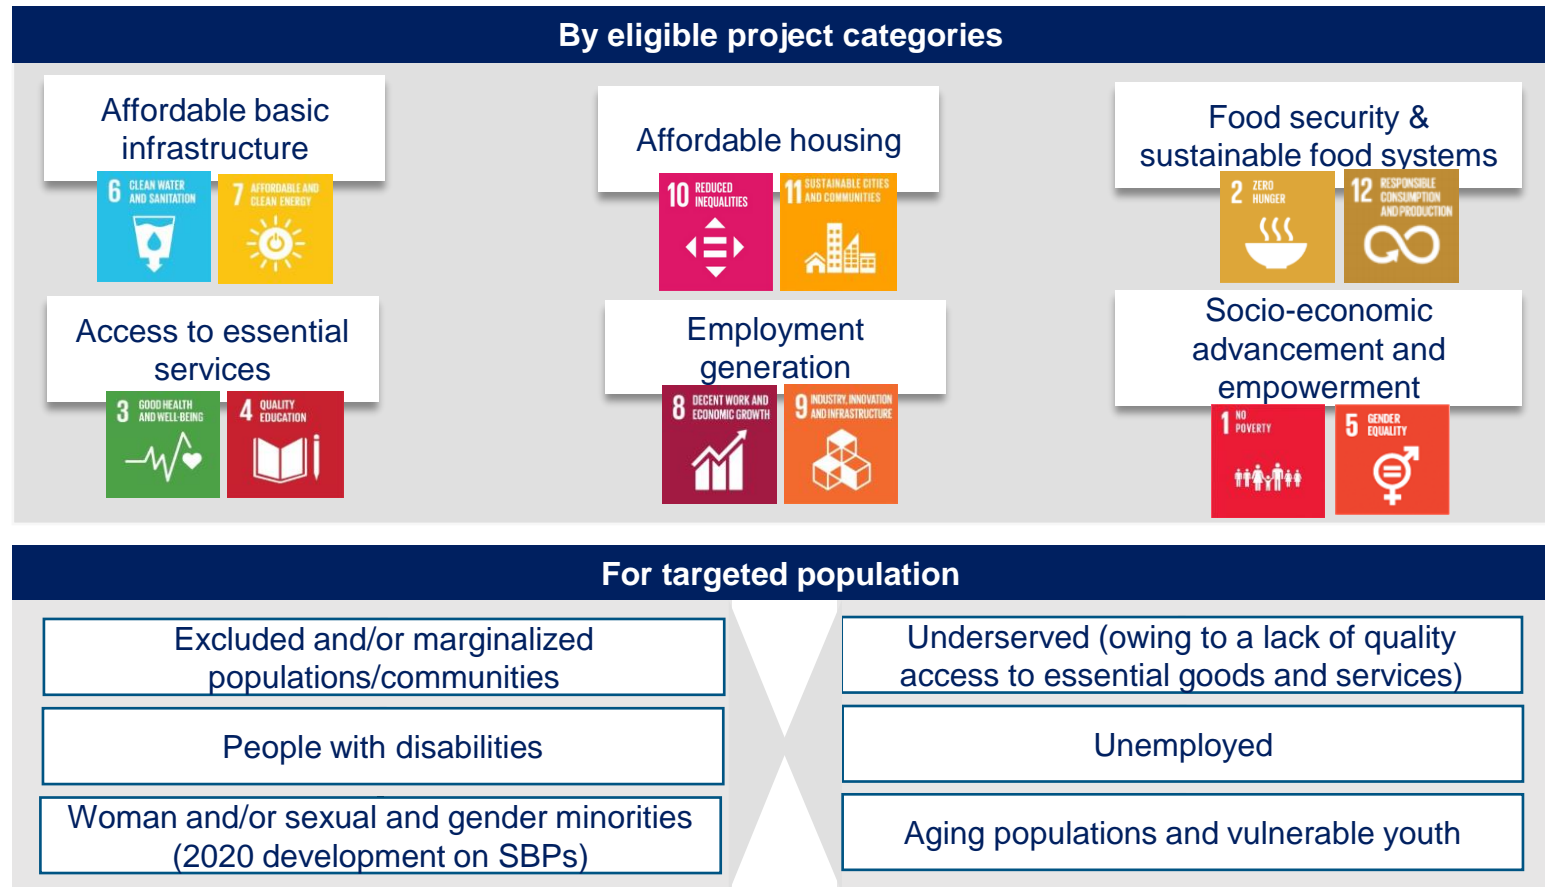 By eligible project categories
Affordable basic
infrastructure
6 CLEAN WATER
AND SANITATION
7 AFFORDABLE AND
CLEAN ENERGY
Affordable housing
10 REDUCED
INEQUALITIES
11 SUSTAINABLE CITIES
AND COMMUNITIES
Food security &
sustainable food systems
2 ZERO
HUNGER
12 RESPONSIBLE
CONSUMPTION
AND PRODUCTION
Access to essential
services
3 GOOD HEALTH
AND WELL-BEING
4 QUALITY
EDUCATION
Employment
generation
8 DECENT WORK AND
ECONOMIC GROWTH
9 INDUSTRY, INNOVATION
AND INFRASTRUCTURE
Socio-economic
advancement and
empowerment
1 NO
POVERTY
5 GENDER
EQUALITY
For targeted population
Excluded and/or marginalized
populations/communities
Underserved (owing to a lack of quality
access to essential goods and services)
People with disabilities
Unemployed
Woman and/or sexual and gender minorities
(2020 development on SBPs)
Aging populations and vulnerable youth